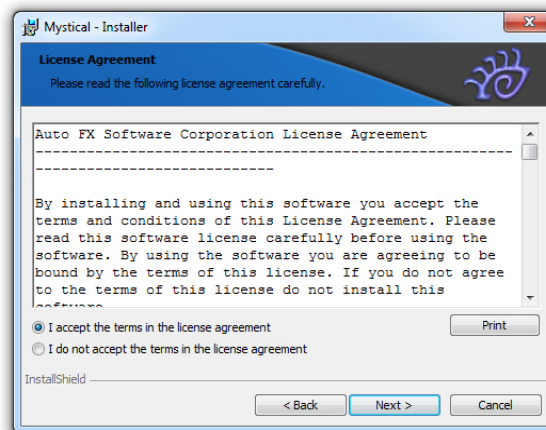 Mystical - Installer
License Agreement
Please read the following license agreement carefully.
Auto FX Software Corporation License Agreement
------------------------------------------------------------
------------------------------
By installing and using this software you accept the
terms and conditions of this License Agreement. Please
read this software license carefully before using the
software. By using the software you are agreeing to be
bound by the terms of this license. If you do not agree
to the terms of this license do not install this
software
I accept the terms in the license agreement
Print
I do not accept the terms in the license agreement
InstallShield
< Back
Next >
Cancel